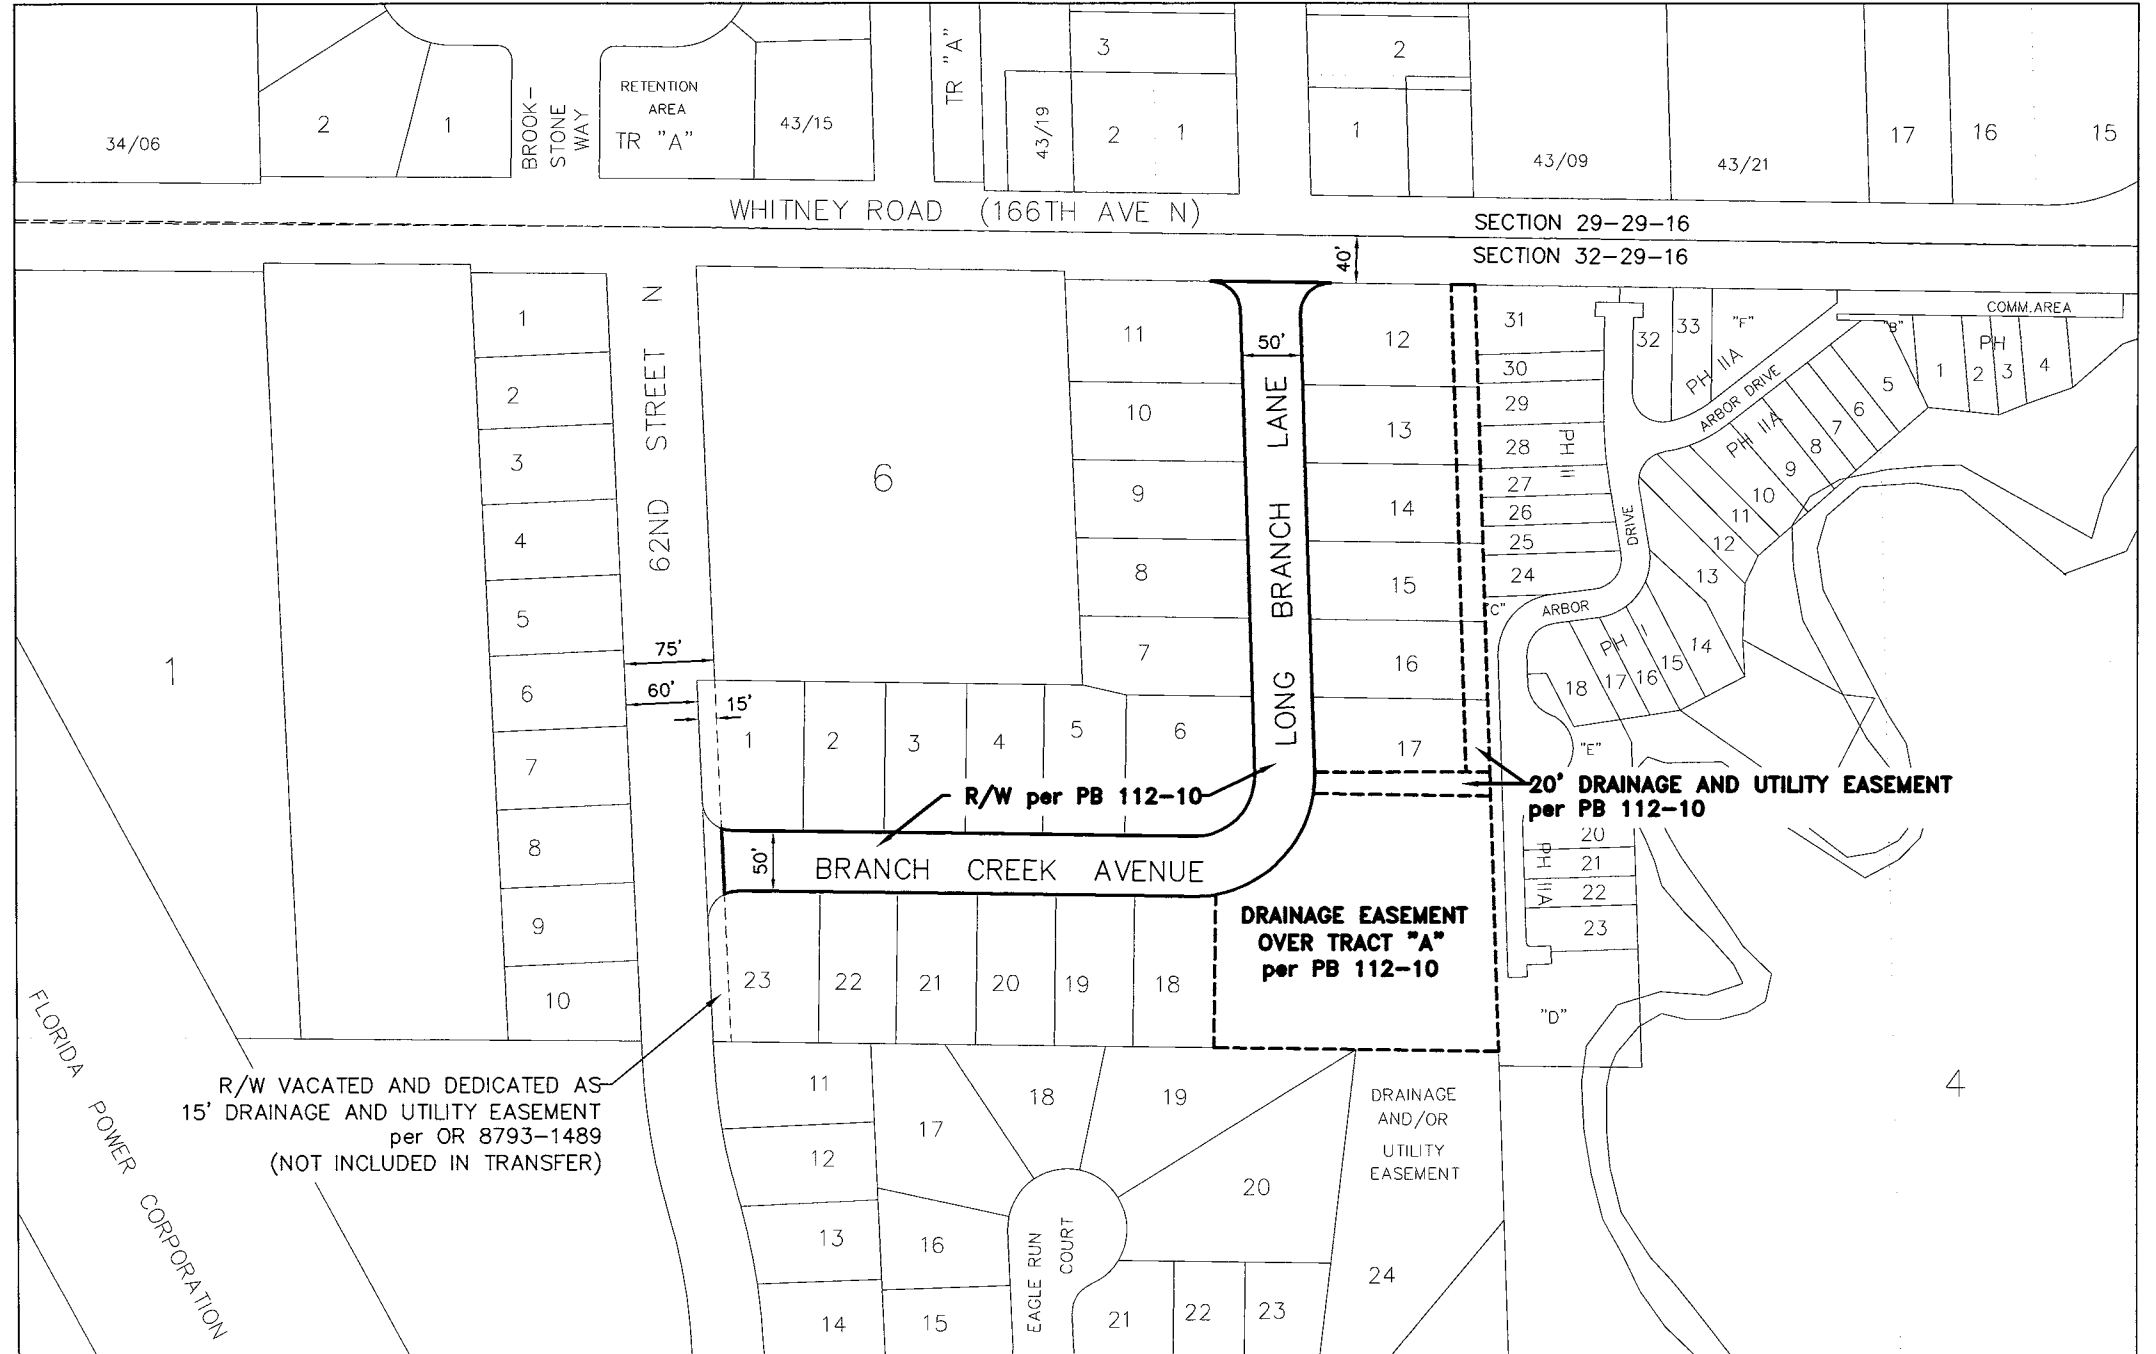 TR "A"
3
2
RETENTION
AREA
TR "A"
BROOK-
STONE
WAY
34/06
2
1
43/15
43/19
2
1
1
43/09
43/21
17
16
15
WHITNEY ROAD (166TH AVE N)
SECTION 29-29-16
SECTION 32-29-16
40'
62ND STREET N
1
1
2
3
4
5
6
7
8
9
10
6
11
10
9
8
7
50'
LONG BRANCH LANE
12
13
14
15
16
17
31
30
29
28
27
26
25
24
PH II
"C"
32
33
"F"
PH IIA
COMM.AREA
"B"
PH
1
2
3
4
ARBOR DRIVE
PH IIA
5
6
7
8
9
10
11
12
13
DRIVE
ARBOR
PH I
14
15
16
17
18
"E"
75'
60'
15'
1
2
3
4
5
6
R/W per PB 112-10
20' DRAINAGE AND UTILITY EASEMENT
per PB 112-10
50'
BRANCH CREEK AVENUE
20
21
22
23
PH IIA
"D"
DRAINAGE EASEMENT
OVER TRACT "A"
per PB 112-10
23
22
21
20
19
18
FLORIDA POWER CORPORATION
R/W VACATED AND DEDICATED AS
15' DRAINAGE AND UTILITY EASEMENT
per OR 8793-1489
(NOT INCLUDED IN TRANSFER)
11
12
13
14
17
16
15
18
19
20
EAGLE RUN
COURT
21
22
23
24
DRAINAGE
AND/OR
UTILITY
EASEMENT
4